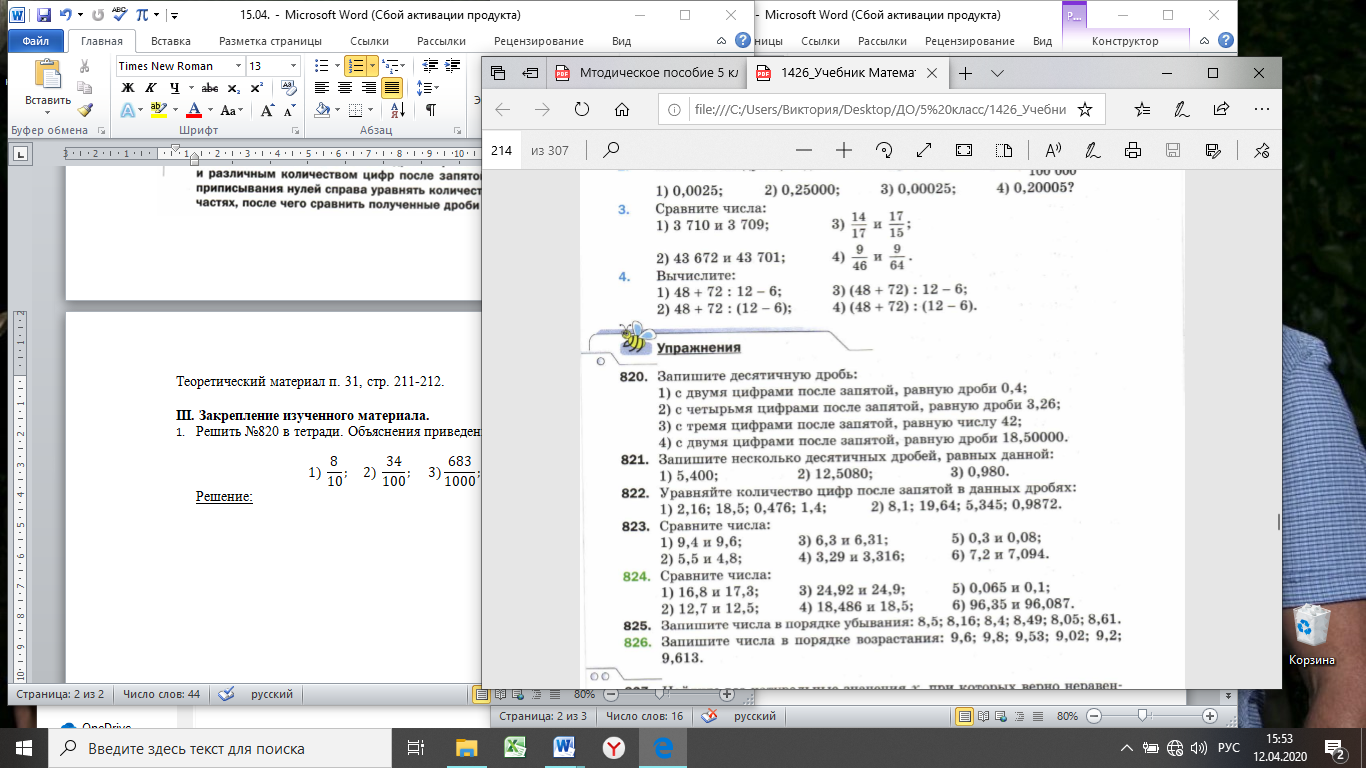 15.04. - Microsoft Word (Сбой активации продукта)
- Microsoft Word (Сбой активации продукта)
Файл Главная Вставка Разметка страницы Ссылки Рассылки Рецензирование Вид
Ссылки Рассылки Рецензирование Вид Конструктор
Вставить
Times New Roman 13
Ж К Ч abc x₂ x²
Буфер обмена Шрифт Абзац
Мтодическое пособие 5 кл
1426_Учебник Матема
file:///C:/Users/Виктория/Desktop/ДО/5%20класс/1426_Учебни
214 из 307
и различным количеством цифр после запятой
приписывания нулей справа уравнять количест
частях, после чего сравнить полученные дроби
Теоретический материал п. 31, стр. 211-212.
III. Закрепление изученного материала.
1. Решить №820 в тетради. Объяснения приведен
1) 8/10; 2) 34/100; 3) 683/1000;
Решение:
100 000
1) 0,0025; 2) 0,25000; 3) 0,00025; 4) 0,20005?
3. Сравните числа:
1) 3 710 и 3 709; 3) 14/17 и 17/15;
2) 43 672 и 43 701; 4) 9/46 и 9/64.
4. Вычислите:
1) 48 + 72 : 12 – 6; 3) (48 + 72) : 12 – 6;
2) 48 + 72 : (12 – 6); 4) (48 + 72) : (12 – 6).
Упражнения
820. Запишите десятичную дробь:
1) с двумя цифрами после запятой, равную дроби 0,4;
2) с четырьмя цифрами после запятой, равную дроби 3,26;
3) с тремя цифрами после запятой, равную числу 42;
4) с двумя цифрами после запятой, равную дроби 18,50000.
821. Запишите несколько десятичных дробей, равных данной:
1) 5,400; 2) 12,5080; 3) 0,980.
822. Уравняйте количество цифр после запятой в данных дробях:
1) 2,16; 18,5; 0,476; 1,4; 2) 8,1; 19,64; 5,345; 0,9872.
823. Сравните числа:
1) 9,4 и 9,6; 3) 6,3 и 6,31; 5) 0,3 и 0,08;
2) 5,5 и 4,8; 4) 3,29 и 3,316; 6) 7,2 и 7,094.
824. Сравните числа:
1) 16,8 и 17,3; 3) 24,92 и 24,9; 5) 0,065 и 0,1;
2) 12,7 и 12,5; 4) 18,486 и 18,5; 6) 96,35 и 96,087.
825. Запишите числа в порядке убывания: 8,5; 8,16; 8,4; 8,49; 8,05; 8,61.
826. Запишите числа в порядке возрастания: 9,6; 9,8; 9,53; 9,02; 9,2;
9,613.
Корзина
Страница: 2 из 2 Число слов: 44 русский 80%
Страница: 2 из 3 Число слов: 16 русский 80%
OneDrive
Введите здесь текст для поиска
РУС
15:53
12.04.2020
2